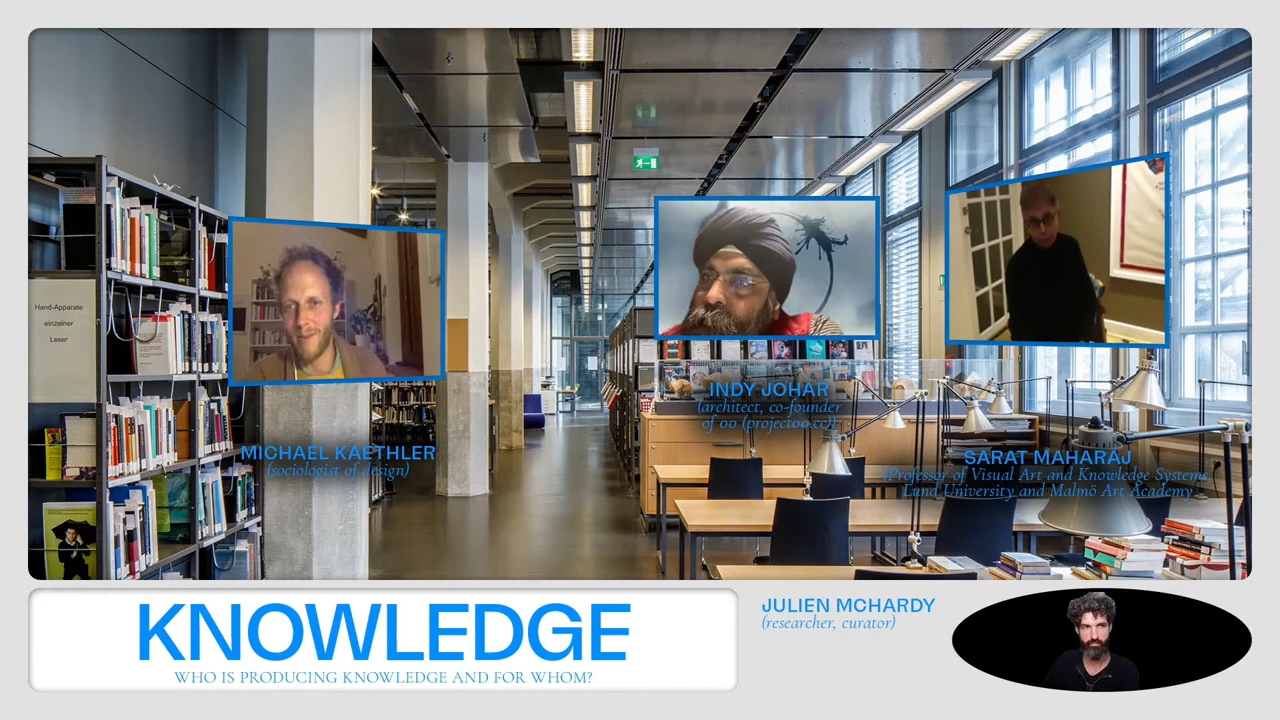 Hand-Apparate
einzelner
Leser
MICHAEL KAETHLER
(sociologist of design)
INDY JOHAR
(architect, co-founder
of 00 (project00.cc))
SARAT MAHARAJ
(Professor of Visual Art and Knowledge Systems
Lund University and Malmö Art Academy
KNOWLEDGE
WHO IS PRODUCING KNOWLEDGE AND FOR WHOM?
JULIEN MCHARDY
(researcher, curator)